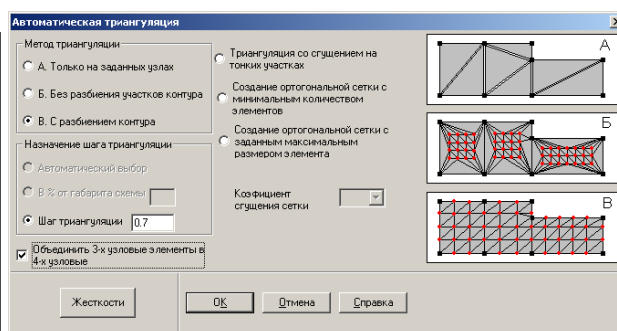 Автоматическая триангуляция
Метод триангуляции
А. Только на заданных узлах
Б. Без разбиения участков контура
В. С разбиением контура
Назначение шага триангуляции
Автоматический выбор
В % от габарита схемы
Шаг триангуляции 0.7
Объединить 3-х узловые элементы в
4-х узловые
Триангуляция со сгущением на
тонких участках
Создание ортогональной сетки с
минимальным количеством
элементов
Создание ортогональной сетки с
заданным максимальным
размером элемента
Коэфициент
сгущения сетки
А
Б
В
Жесткости
OK
Отмена
Справка